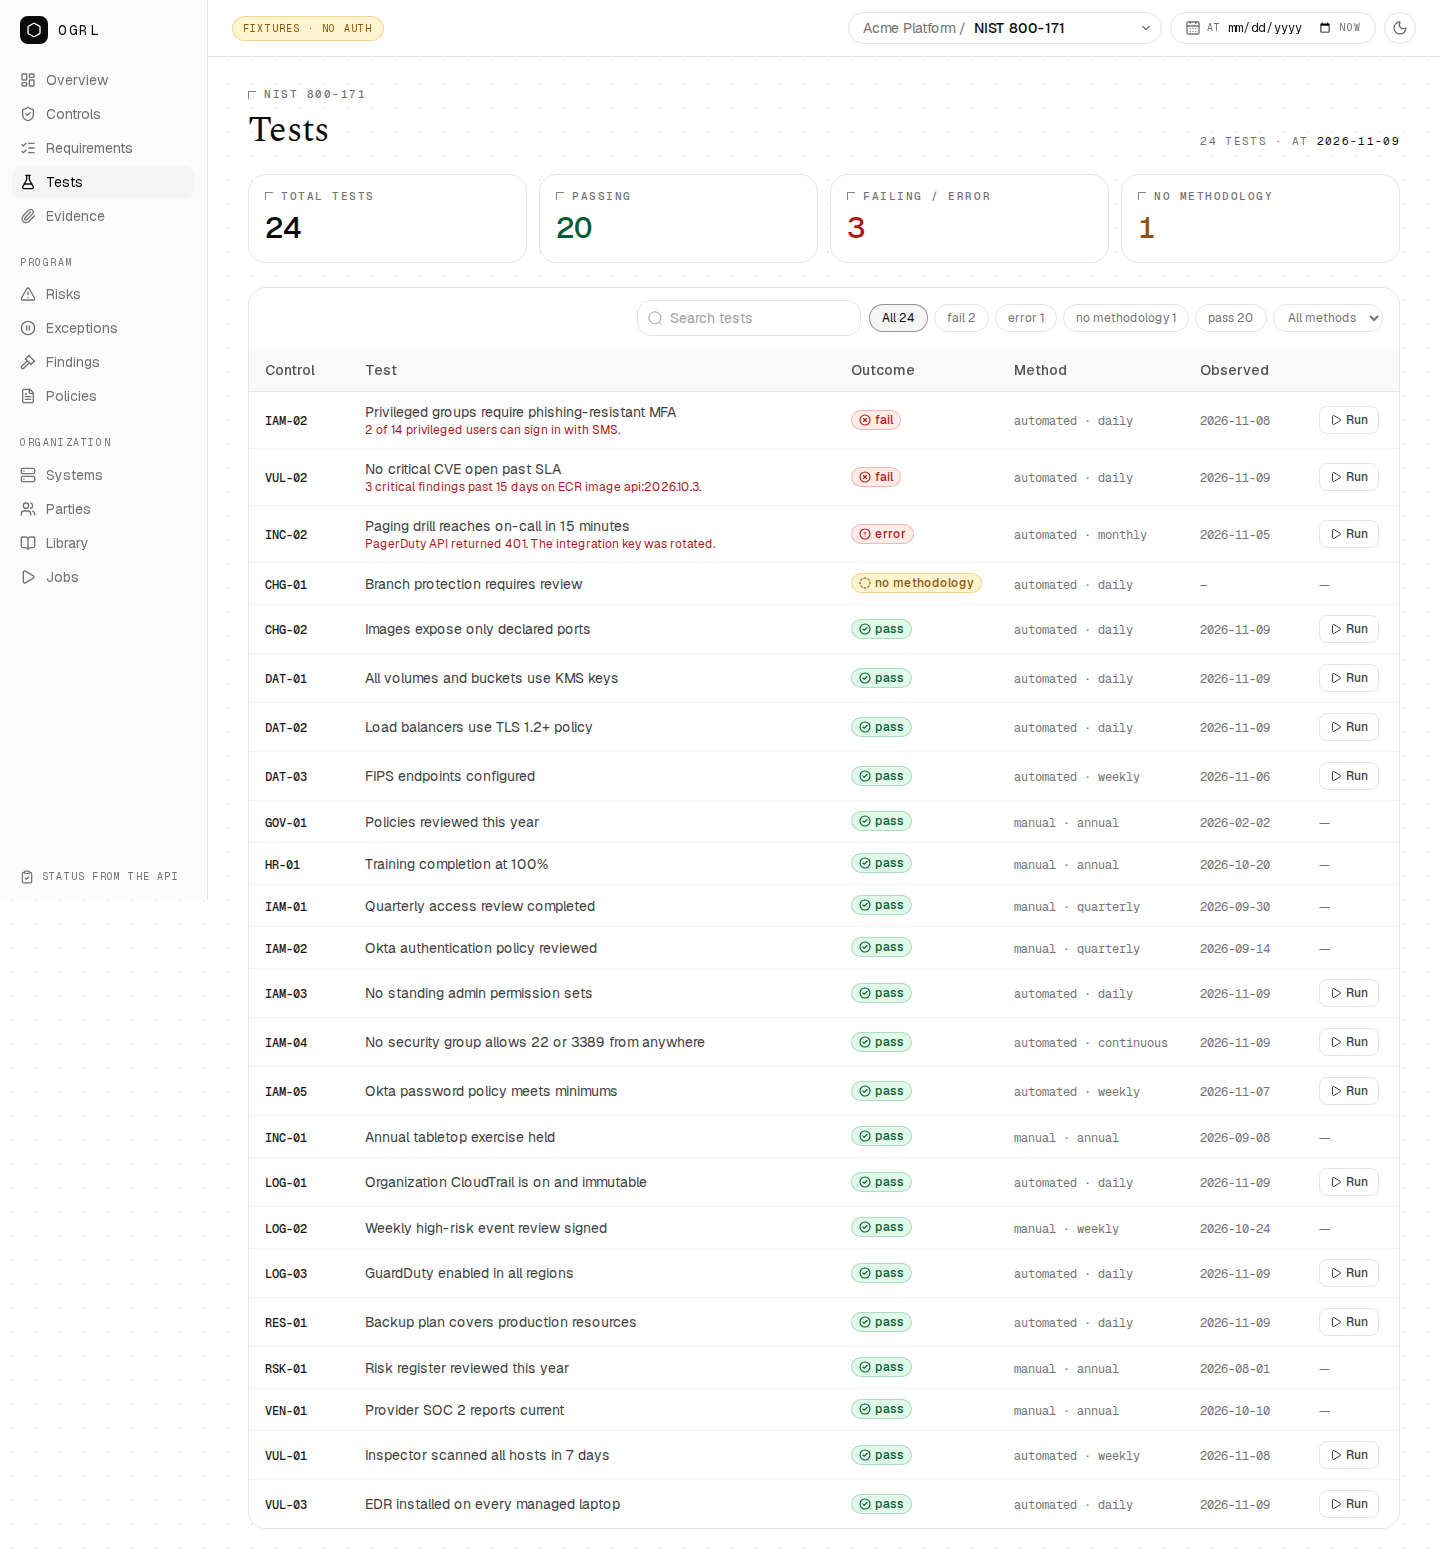 OGRL
FIXTURES · NO AUTH
Acme Platform / NIST 800-171
AT mm/dd/yyyy NOW
Overview
Controls
Requirements
Tests
Evidence
PROGRAM
Risks
Exceptions
Findings
Policies
ORGANIZATION
Systems
Parties
Library
Jobs
STATUS FROM THE API
NIST 800-171
Tests
24 TESTS · AT 2026-11-09
TOTAL TESTS
24
PASSING
20
FAILING / ERROR
3
NO METHODOLOGY
1
Search tests
All 24 fail 2 error 1 no methodology 1 pass 20 All methods
Control Test Outcome Method Observed
IAM-02 Privileged groups require phishing-resistant MFA fail automated · daily 2026-11-08 Run
2 of 14 privileged users can sign in with SMS.
VUL-02 No critical CVE open past SLA fail automated · daily 2026-11-09 Run
3 critical findings past 15 days on ECR image api:2026.10.3.
INC-02 Paging drill reaches on-call in 15 minutes error automated · monthly 2026-11-05 Run
PagerDuty API returned 401. The integration key was rotated.
CHG-01 Branch protection requires review no methodology automated · daily – —
CHG-02 Images expose only declared ports pass automated · daily 2026-11-09 Run
DAT-01 All volumes and buckets use KMS keys pass automated · daily 2026-11-09 Run
DAT-02 Load balancers use TLS 1.2+ policy pass automated · daily 2026-11-09 Run
DAT-03 FIPS endpoints configured pass automated · weekly 2026-11-06 Run
GOV-01 Policies reviewed this year pass manual · annual 2026-02-02 —
HR-01 Training completion at 100% pass manual · annual 2026-10-20 —
IAM-01 Quarterly access review completed pass manual · quarterly 2026-09-30 —
IAM-02 Okta authentication policy reviewed pass manual · quarterly 2026-09-14 —
IAM-03 No standing admin permission sets pass automated · daily 2026-11-09 Run
IAM-04 No security group allows 22 or 3389 from anywhere pass automated · continuous 2026-11-09 Run
IAM-05 Okta password policy meets minimums pass automated · weekly 2026-11-07 Run
INC-01 Annual tabletop exercise held pass manual · annual 2026-09-08 —
LOG-01 Organization CloudTrail is on and immutable pass automated · daily 2026-11-09 Run
LOG-02 Weekly high-risk event review signed pass manual · weekly 2026-10-24 —
LOG-03 GuardDuty enabled in all regions pass automated · daily 2026-11-09 Run
RES-01 Backup plan covers production resources pass automated · daily 2026-11-09 Run
RSK-01 Risk register reviewed this year pass manual · annual 2026-08-01 —
VEN-01 Provider SOC 2 reports current pass manual · annual 2026-10-10 —
VUL-01 Inspector scanned all hosts in 7 days pass automated · weekly 2026-11-08 Run
VUL-03 EDR installed on every managed laptop pass automated · daily 2026-11-09 Run